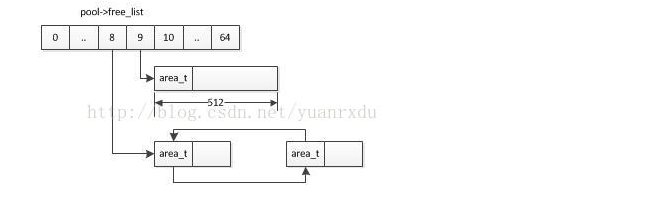 pool->free_list
0 .. 8 9 10 .. 64
area_t
512
http://blog.csdn.net/yuanrxdu
area_t area_t